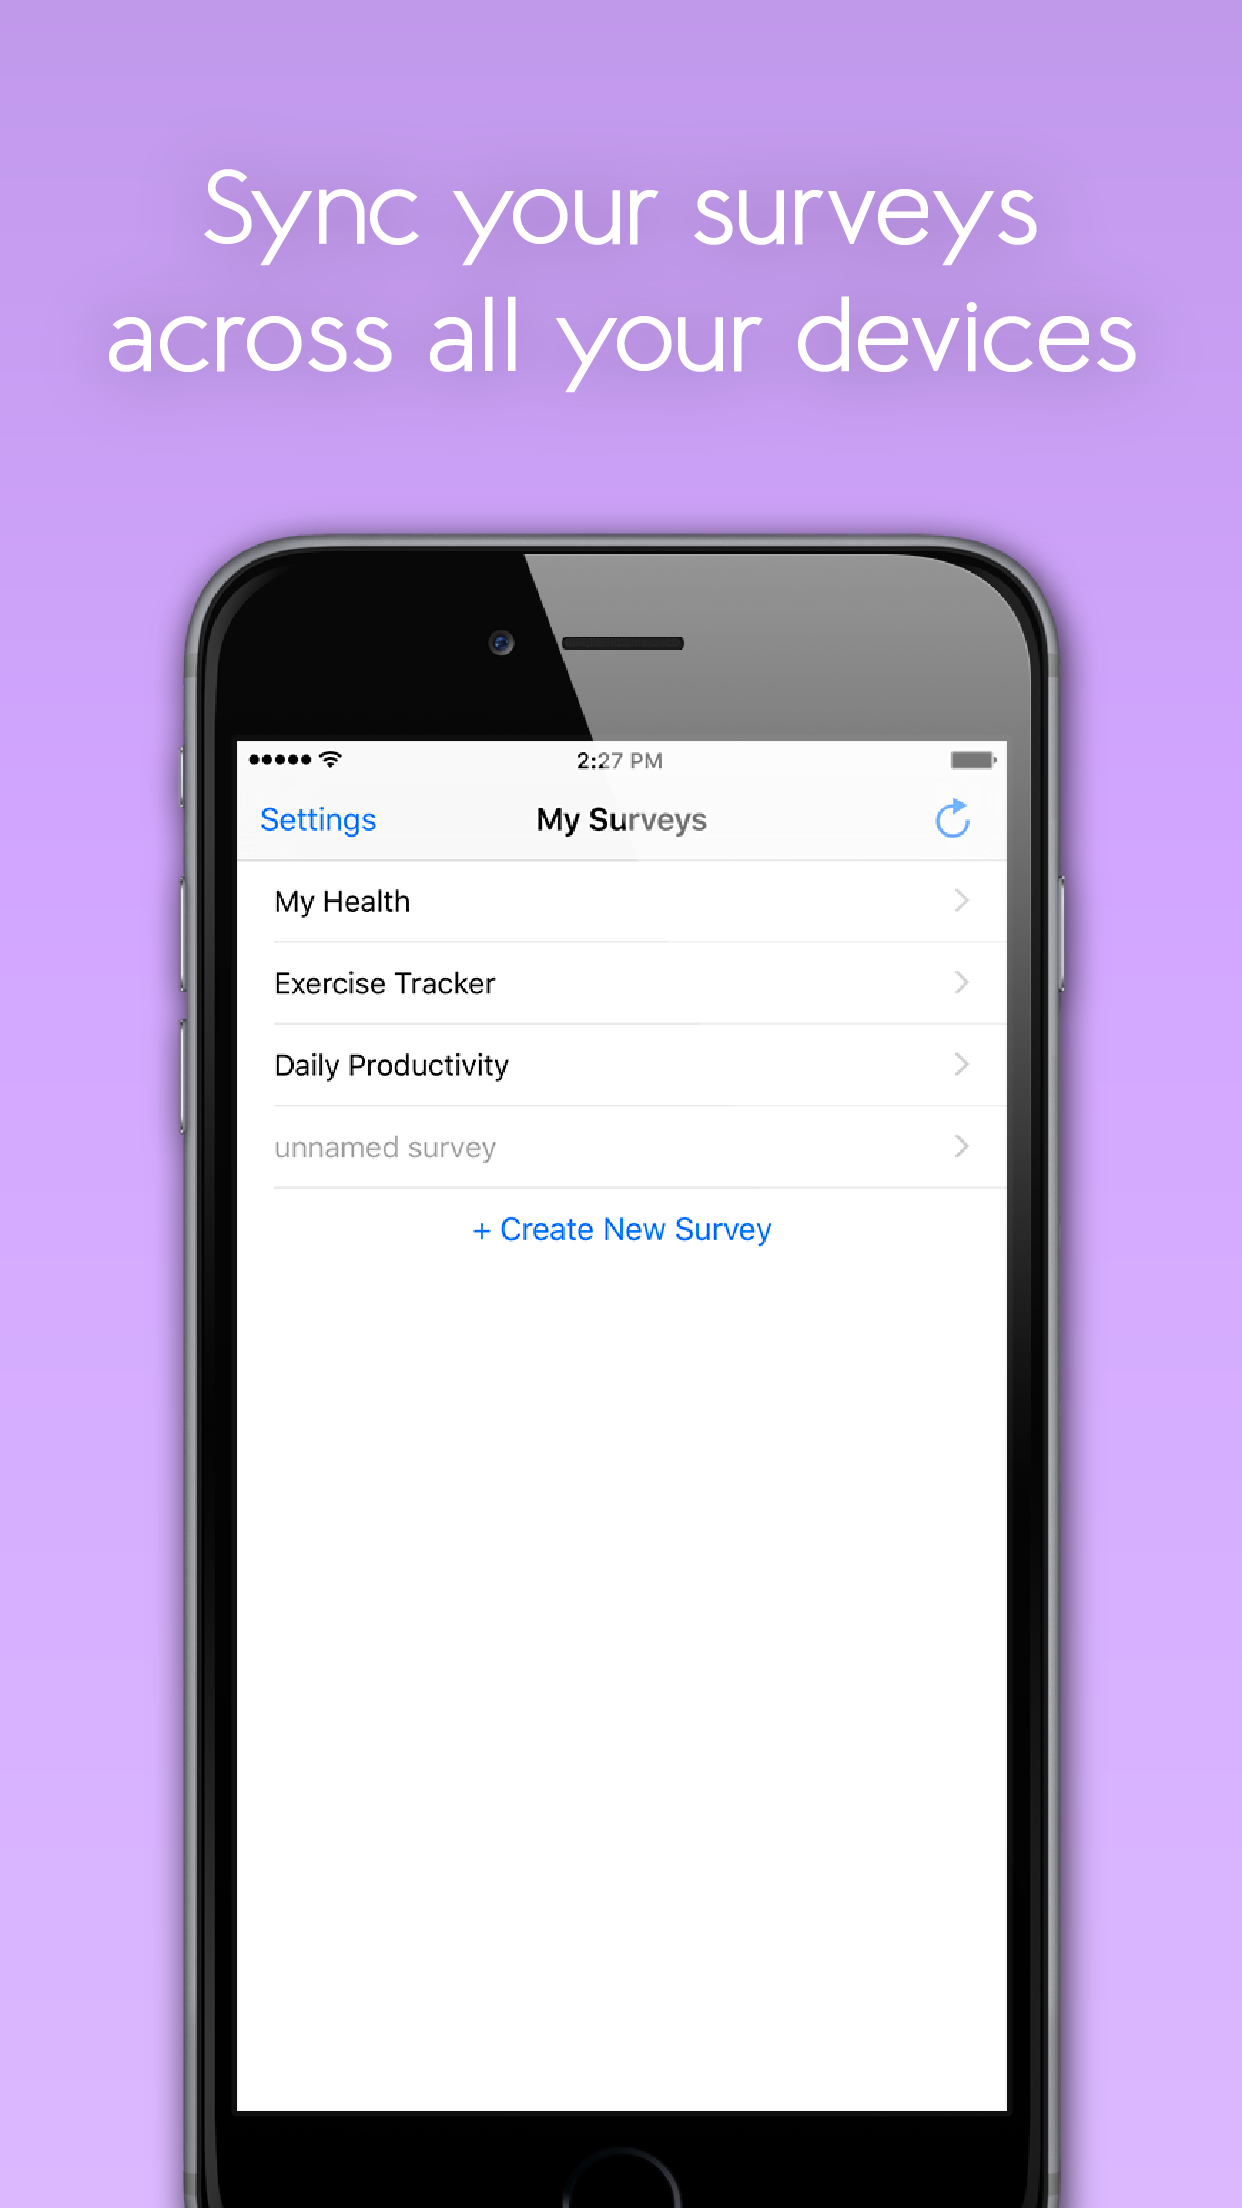 Sync your surveys
across all your devices
2:27 PM
Settings
My Surveys
My Health
Exercise Tracker
Daily Productivity
unnamed survey
+ Create New Survey